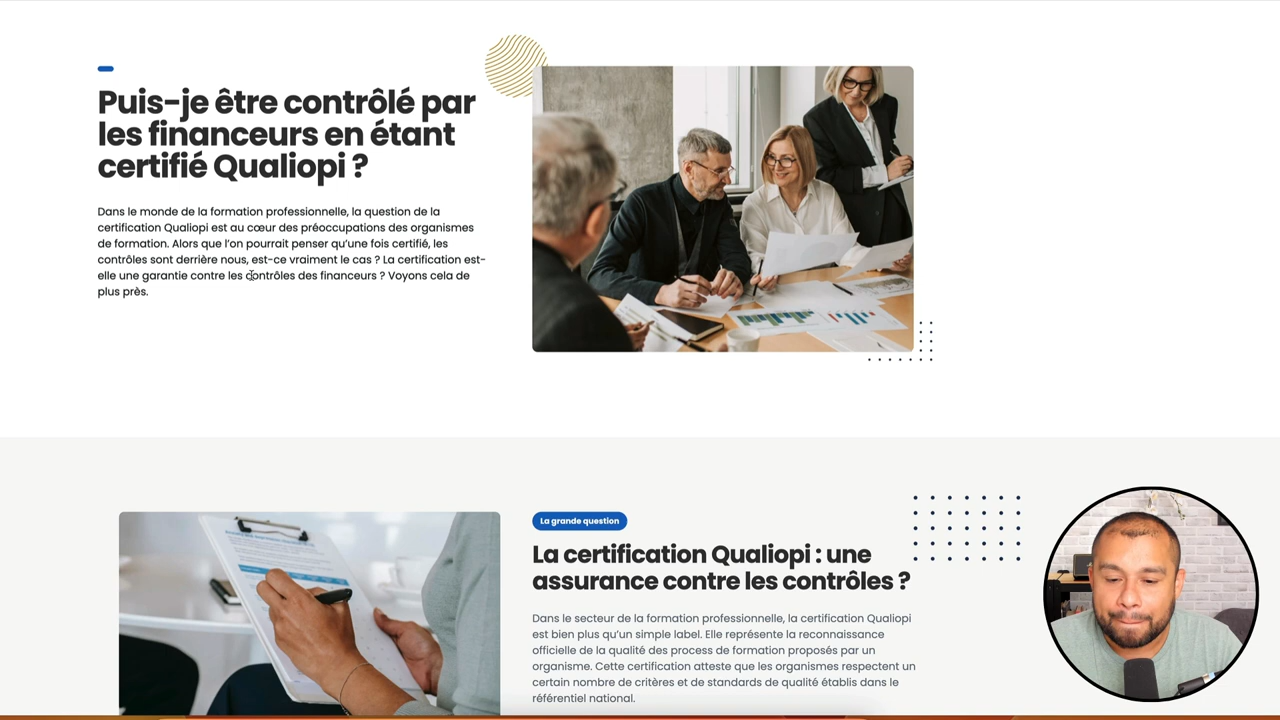 Puis-je être contrôlé par
les financeurs en étant
certifié Qualiopi ?
Dans le monde de la formation professionnelle, la question de la
certification Qualiopi est au cœur des préoccupations des organismes
de formation. Alors que l’on pourrait penser qu’une fois certifié, les
contrôles sont derrière nous, est-ce vraiment le cas ? La certification est-
elle une garantie contre les contrôles des financeurs ? Voyons cela de
plus près.
La grande question
La certification Qualiopi : une
assurance contre les contrôles ?
Dans le secteur de la formation professionnelle, la certification Qualiopi
est bien plus qu’un simple label. Elle représente la reconnaissance
officielle de la qualité des process de formation proposés par un
organisme. Cette certification atteste que les organismes respectent un
certain nombre de critères et de standards de qualité établis dans le
référentiel national.